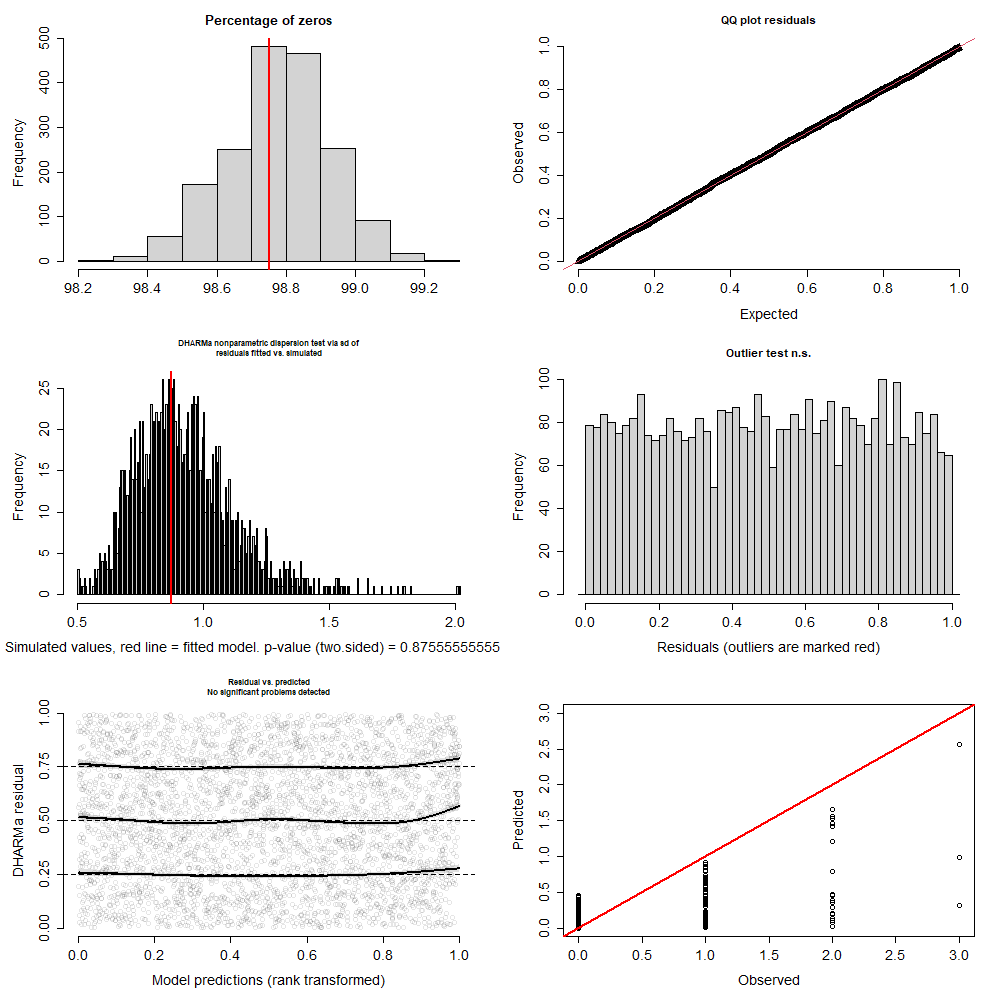 Percentage of zeros
Frequency
0 100 200 300 400 500
98.2 98.4 98.6 98.8 99.0 99.2
QQ plot residuals
Observed
0.0 0.2 0.4 0.6 0.8 1.0
0.0 0.2 0.4 0.6 0.8 1.0
Expected
DHARMa nonparametric dispersion test via sd of
residuals fitted vs. simulated
Frequency
0 5 10 15 20 25
0.5 1.0 1.5 2.0
Simulated values, red line = fitted model. p-value (two.sided) = 0.87555555555
Outlier test n.s.
Frequency
0 20 40 60 80 100
0.0 0.2 0.4 0.6 0.8 1.0
Residuals (outliers are marked red)
Residual vs. predicted
No significant problems detected
DHARMa residual
0.00 0.25 0.50 0.75 1.00
0.0 0.2 0.4 0.6 0.8 1.0
Model predictions (rank transformed)
Predicted
0.0 0.5 1.0 1.5 2.0 2.5 3.0
0.0 0.5 1.0 1.5 2.0 2.5 3.0
Observed